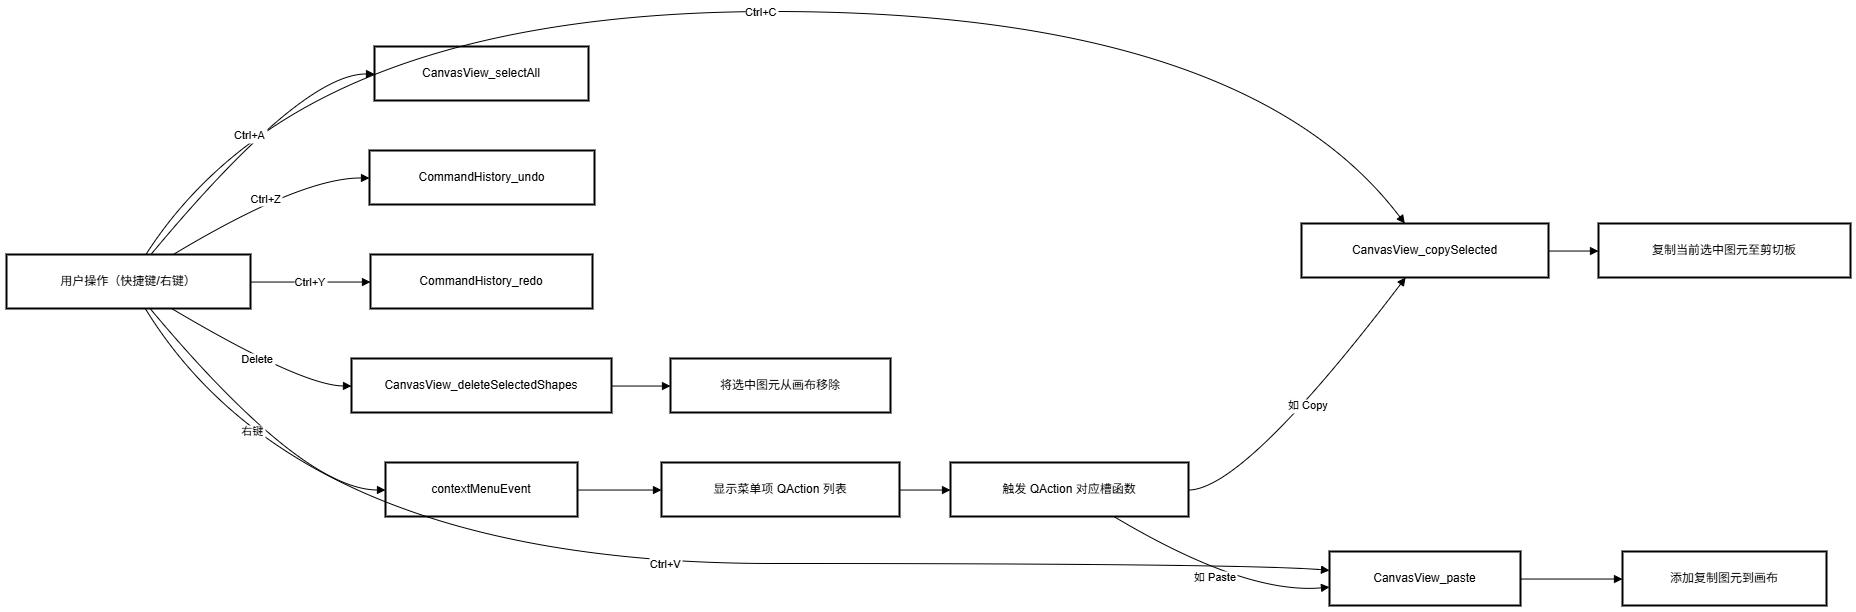 Ctrl+C
CanvasView_selectAll
Ctrl+A
CommandHistory_undo
Ctrl+Z
CanvasView_copySelected
复制当前选中图元至剪切板
用户操作（快捷键/右键）
Ctrl+Y
CommandHistory_redo
Delete
CanvasView_deleteSelectedShapes
将选中图元从画布移除
如 Copy
右键
contextMenuEvent
显示菜单项 QAction 列表
触发 QAction 对应槽函数
Ctrl+V
如 Paste
CanvasView_paste
添加复制图元到画布